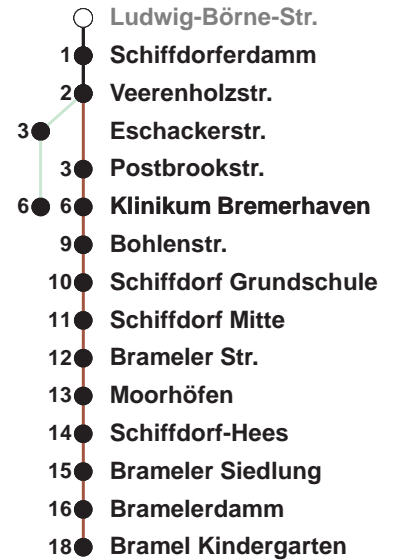 Ludwig-Börne-Str.
1 Schiffdorferdamm
2 Veerenholzstr.
3 Eschackerstr.
3 Postbrookstr.
6 6 Klinikum Bremerhaven
9 Bohlenstr.
10 Schiffdorf Grundschule
11 Schiffdorf Mitte
12 Brameler Str.
13 Moorhöfen
14 Schiffdorf-Hees
15 Brameler Siedlung
16 Bramelerdamm
18 Bramel Kindergarten